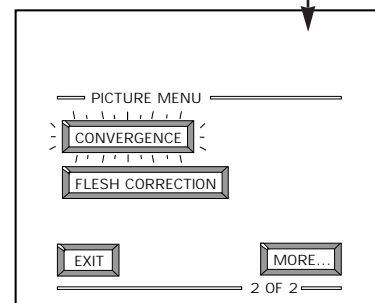 PICTURE MENU
CONVERGENCE
FLESH CORRECTION
EXIT MORE...
2 OF 2